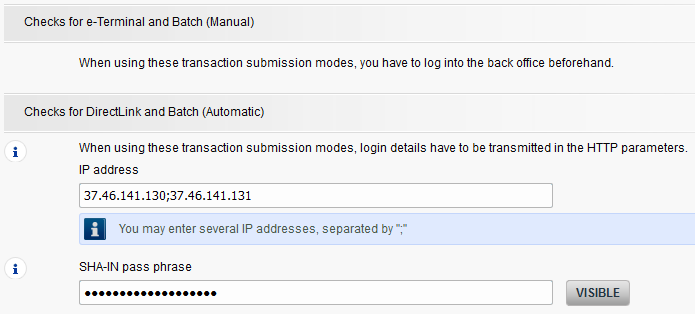 Checks for e-Terminal and Batch (Manual)
When using these transaction submission modes, you have to log into the back office beforehand.
Checks for DirectLink and Batch (Automatic)
When using these transaction submission modes, login details have to be transmitted in the HTTP parameters.
IP address
37.46.141.130;37.46.141.131
You may enter several IP addresses, separated by ";"
SHA-IN pass phrase
●●●●●●●●●●●●●●●●●●●
VISIBLE